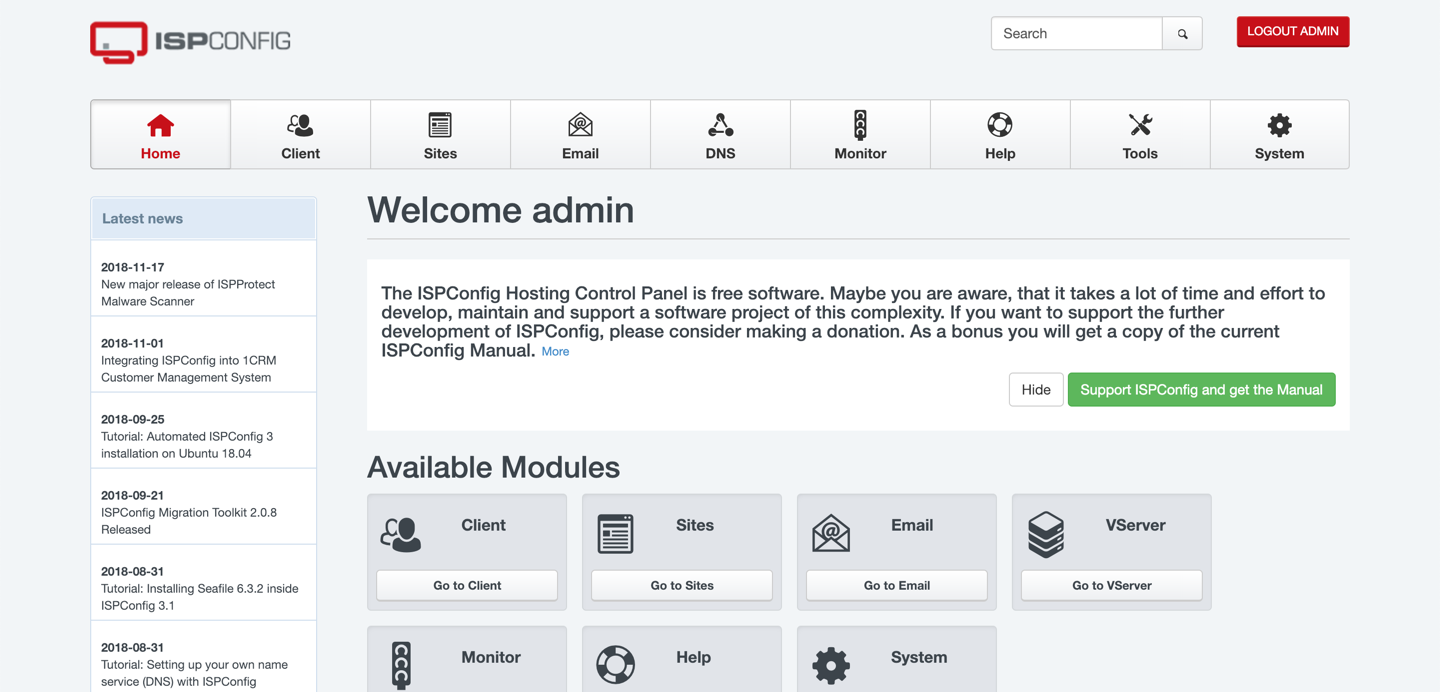 ISPCONFIG
Search
LOGOUT ADMIN
Home
Client
Sites
Email
DNS
Monitor
Help
Tools
System
Latest news
2018-11-17
New major release of ISPProtect
Malware Scanner
2018-11-01
Integrating ISPConfig into 1CRM
Customer Management System
2018-09-25
Tutorial: Automated ISPConfig 3
installation on Ubuntu 18.04
2018-09-21
ISPConfig Migration Toolkit 2.0.8
Released
2018-08-31
Tutorial: Installing Seafile 6.3.2 inside
ISPConfig 3.1
2018-08-31
Tutorial: Setting up your own name
service (DNS) with ISPConfig
Welcome admin
The ISPConfig Hosting Control Panel is free software. Maybe you are aware, that it takes a lot of time and effort to
develop, maintain and support a software project of this complexity. If you want to support the further
development of ISPConfig, please consider making a donation. As a bonus you will get a copy of the current
ISPConfig Manual. More
Hide
Support ISPConfig and get the Manual
Available Modules
Client
Go to Client
Sites
Go to Sites
Email
Go to Email
VServer
Go to VServer
Monitor
Help
System